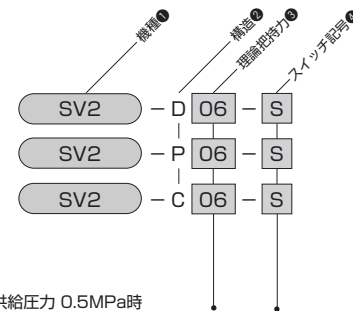 機種❶
構造❷
理論把持力❸
スイッチ記号❹
SV2 − D 06 − S
SV2 − P 06 − S
SV2 − C 06 − S
供給圧力 0.5MPa時